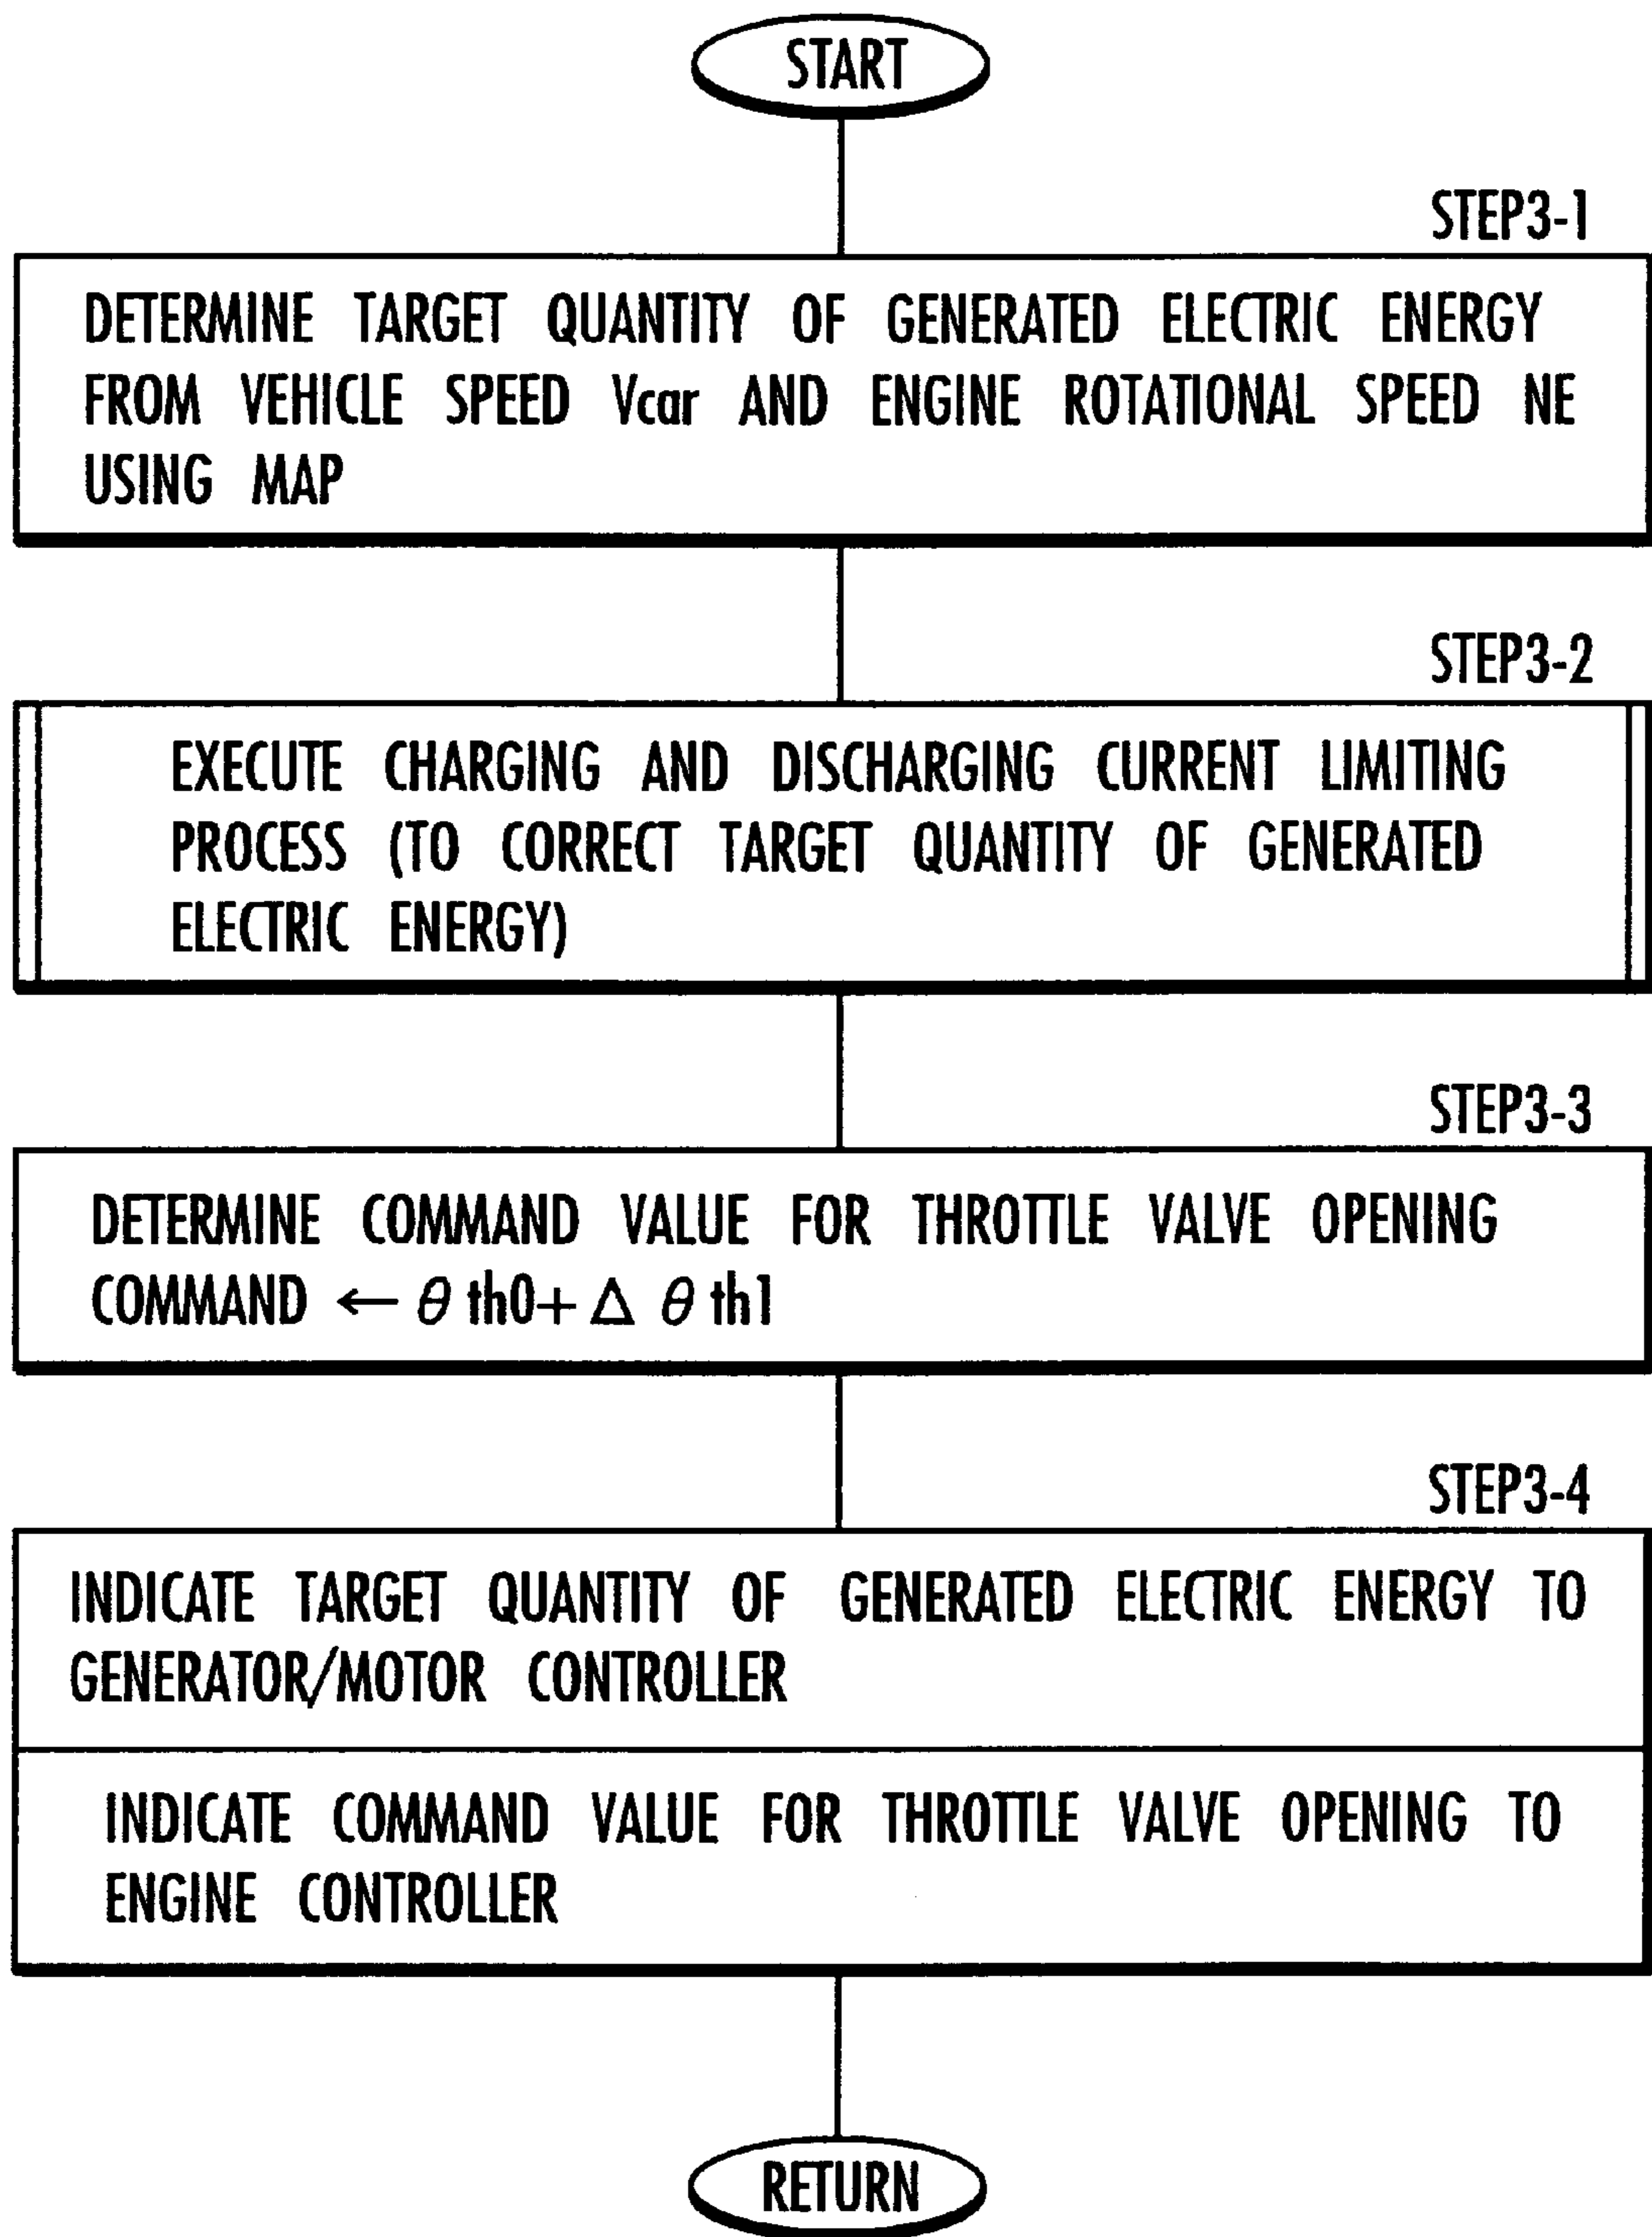 START
STEP3-1
DETERMINE TARGET QUANTITY OF GENERATED ELECTRIC ENERGY
FROM VEHICLE SPEED Vcar AND ENGINE ROTATIONAL SPEED NE
USING MAP
STEP3-2
EXECUTE CHARGING AND DISCHARGING CURRENT LIMITING
PROCESS (TO CORRECT TARGET QUANTITY OF GENERATED
ELECTRIC ENERGY)
STEP3-3
DETERMINE COMMAND VALUE FOR THROTTLE VALVE OPENING
COMMAND ← θ th0+ Δ θ th1
STEP3-4
INDICATE TARGET QUANTITY OF GENERATED ELECTRIC ENERGY TO
GENERATOR/MOTOR CONTROLLER
INDICATE COMMAND VALUE FOR THROTTLE VALVE OPENING TO
ENGINE CONTROLLER
RETURN